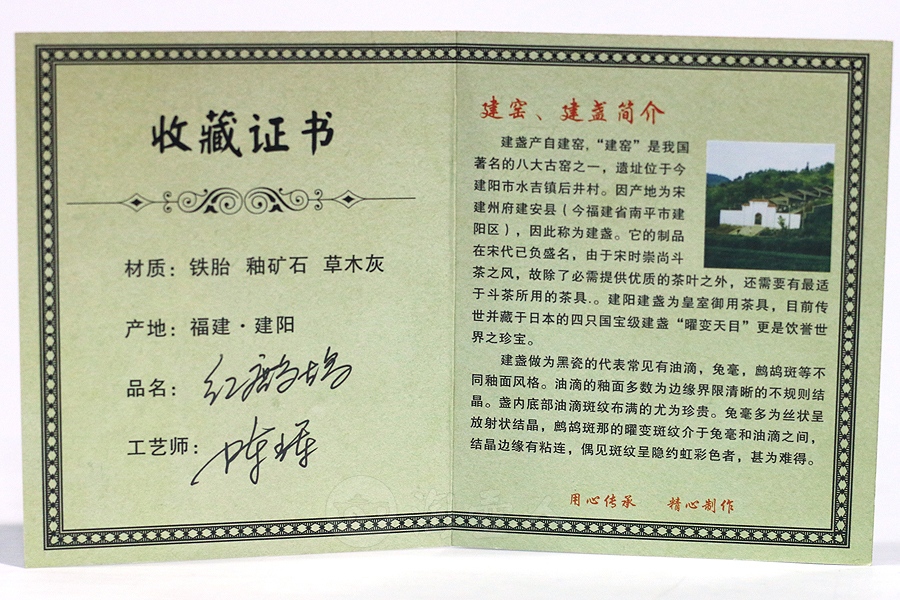 收藏证书
材质：铁胎 釉矿石 草木灰
产地：福建·建阳
品名：
工艺师：
建窑、建盏简介
建盏产自建窑，“建窑”是我国
著名的八大古窑之一，遗址位于今
建阳市水吉镇后井村。因产地为宋
建州府建安县（今福建省南平市建
阳区），因此称为建盏。它的制品
在宋代已负盛名，由于宋时崇尚斗
茶之风，故除了必需提供优质的茶叶之外，还需要有最适
于斗茶所用的茶具.。建阳建盏为皇室御用茶具，目前传
世并藏于日本的四只国宝级建盏“曜变天目”更是饮誉世
界之珍宝。
建盏做为黑瓷的代表常见有油滴，兔毫，鹧鸪斑等不
同釉面风格。油滴的釉面多数为边缘界限清晰的不规则结
晶。盏内底部油滴斑纹布满的尤为珍贵。兔毫多为丝状呈
放射状结晶，鹧鸪斑那的曜变斑纹介于兔毫和油滴之间，
结晶边缘有粘连，偶见斑纹呈隐约虹彩色者，甚为难得。
用心传承 精心制作